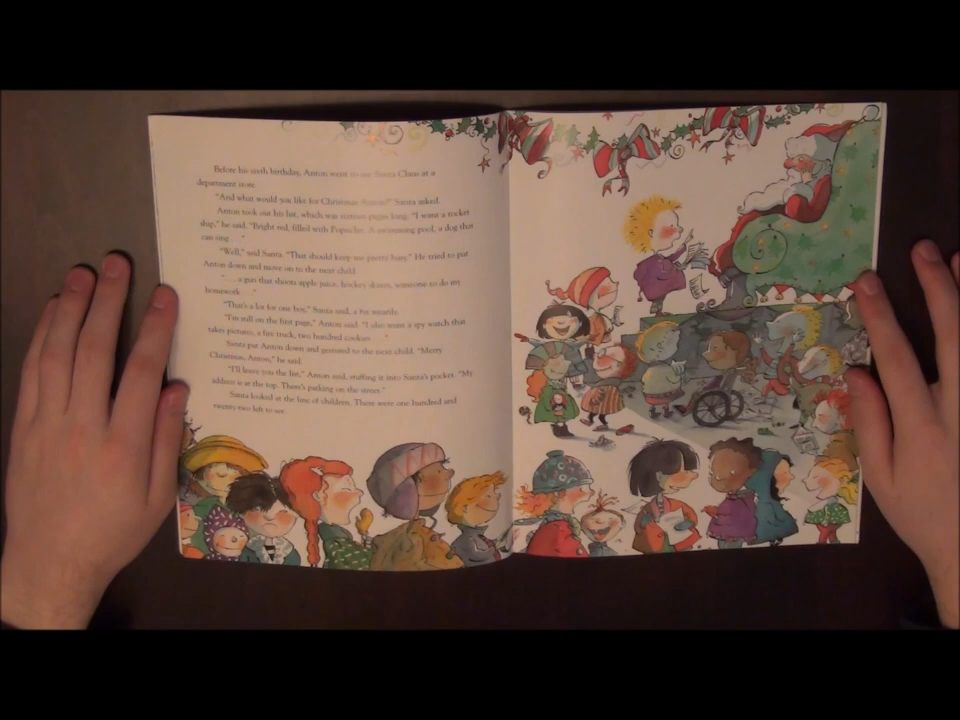 Before his sixth birthday, Anton went to see Santa Claus at a
department store.
"And what would you like for Christmas, Anton?" Santa asked.
Anton took out his list, which was sixteen pages long. "I want a rocket
ship," he said. "Bright red, filled with Popsicles. A swimming pool, a dog that
can sing . . ."
"Well," said Santa. "That should keep me pretty busy." He tried to put
Anton down and move on to the next child.
". . . a gun that shoots apple juice, hockey skates, someone to do my
homework . . ."
"That's a lot for one boy," Santa said, a bit
"I'm still on the first page," Anton said. "I also want a spy watch that
takes pictures, a fire truck, two hundred cookies . . ."
Santa put Anton down and gestured to the next child. "Merry
Christmas, Anton," he said.
"I'll leave you the list," Anton said, stuffing it into Santa's pocket. "My
address is at the top. There's parking on the street."
Santa looked at the line of children. There were one hundred and
twenty-two left to see.